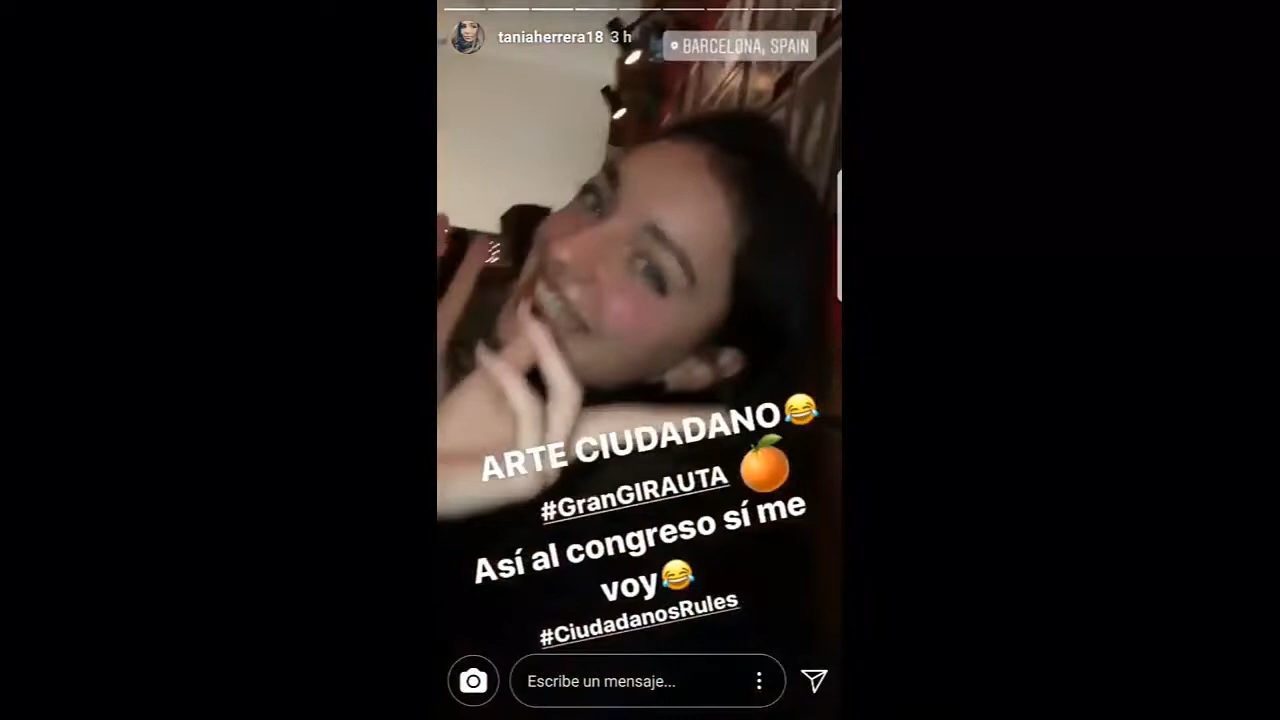 taniaherrera18 3 h
BARCELONA, SPAIN
ARTE CIUDADANO😂
#GranGIRAUTA 🍊
Así al congreso sí me
voy😂
#CiudadanosRules
Escribe un mensaje...